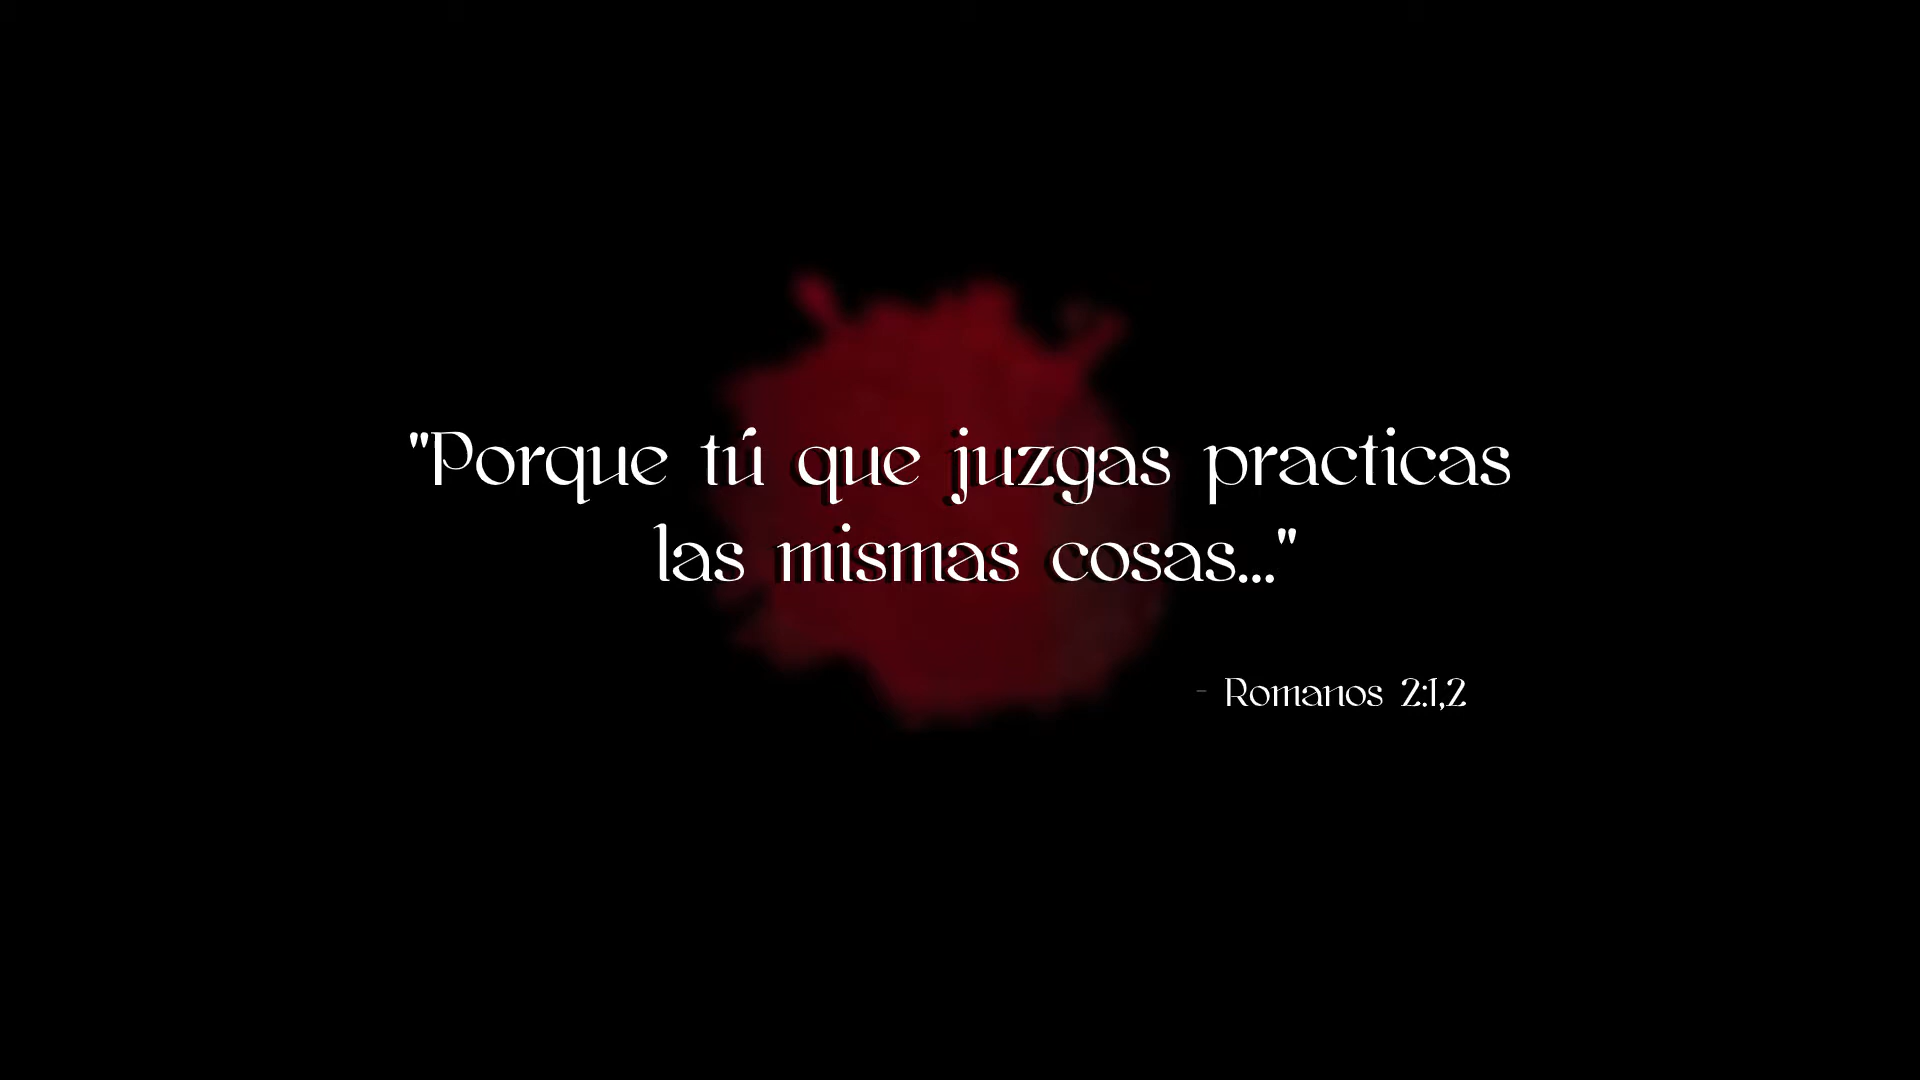 "Porque tú que juzgas practicas
las mismas cosas..."
- Romanos 2:1,2